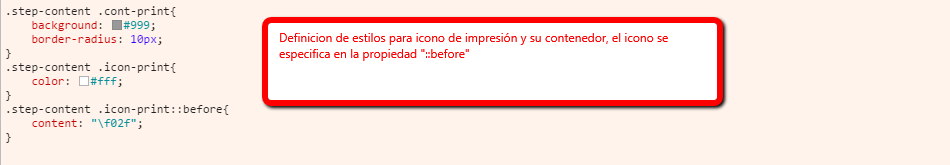 .step-content .cont-print{
    background: #999;
    border-radius: 10px;
}
.step-content .icon-print{
    color: #fff;
}
.step-content .icon-print::before{
    content: "\f02f";
}
Definicion de estilos para icono de impresión y su contenedor, el icono se
especifica en la propiedad "::before"